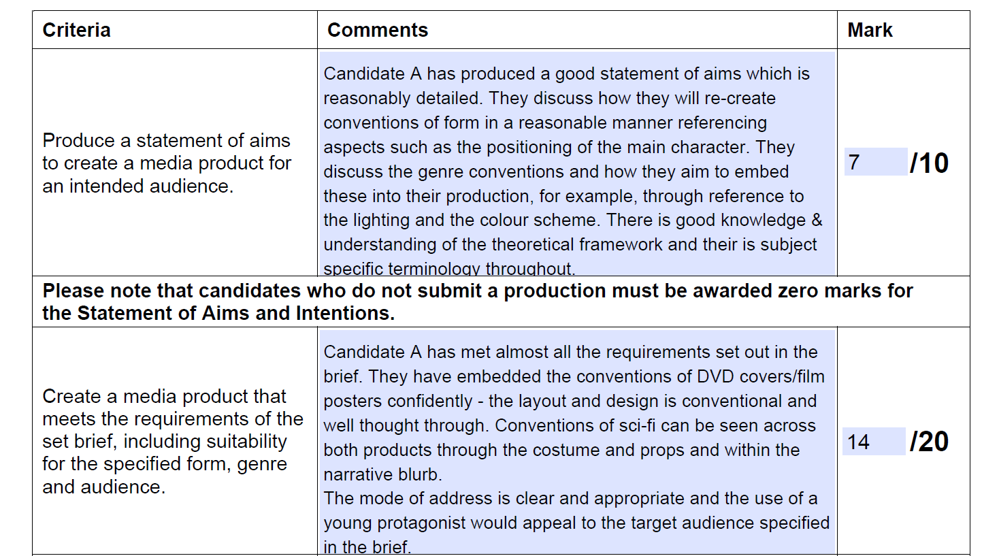 Criteria
Comments
Mark
Produce a statement of aims
to create a media product for
an intended audience.
Candidate A has produced a good statement of aims which is
reasonably detailed. They discuss how they will re-create
conventions of form in a reasonable manner referencing
aspects such as the positioning of the main character. They
discuss the genre conventions and how they aim to embed
these into their production, for example, through reference to
the lighting and the colour scheme. There is good knowledge &
understanding of the theoretical framework and their is subject
specific terminology throughout.
7 /10
Please note that candidates who do not submit a production must be awarded zero marks for
the Statement of Aims and Intentions.
Create a media product that
meets the requirements of the
set brief, including suitability
for the specified form, genre
and audience.
Candidate A has met almost all the requirements set out in the
brief. They have embedded the conventions of DVD covers/film
posters confidently - the layout and design is conventional and
well thought through. Conventions of sci-fi can be seen across
both products through the costume and props and within the
narrative blurb.
The mode of address is clear and appropriate and the use of a
young protagonist would appeal to the target audience specified
in the brief.
14 /20